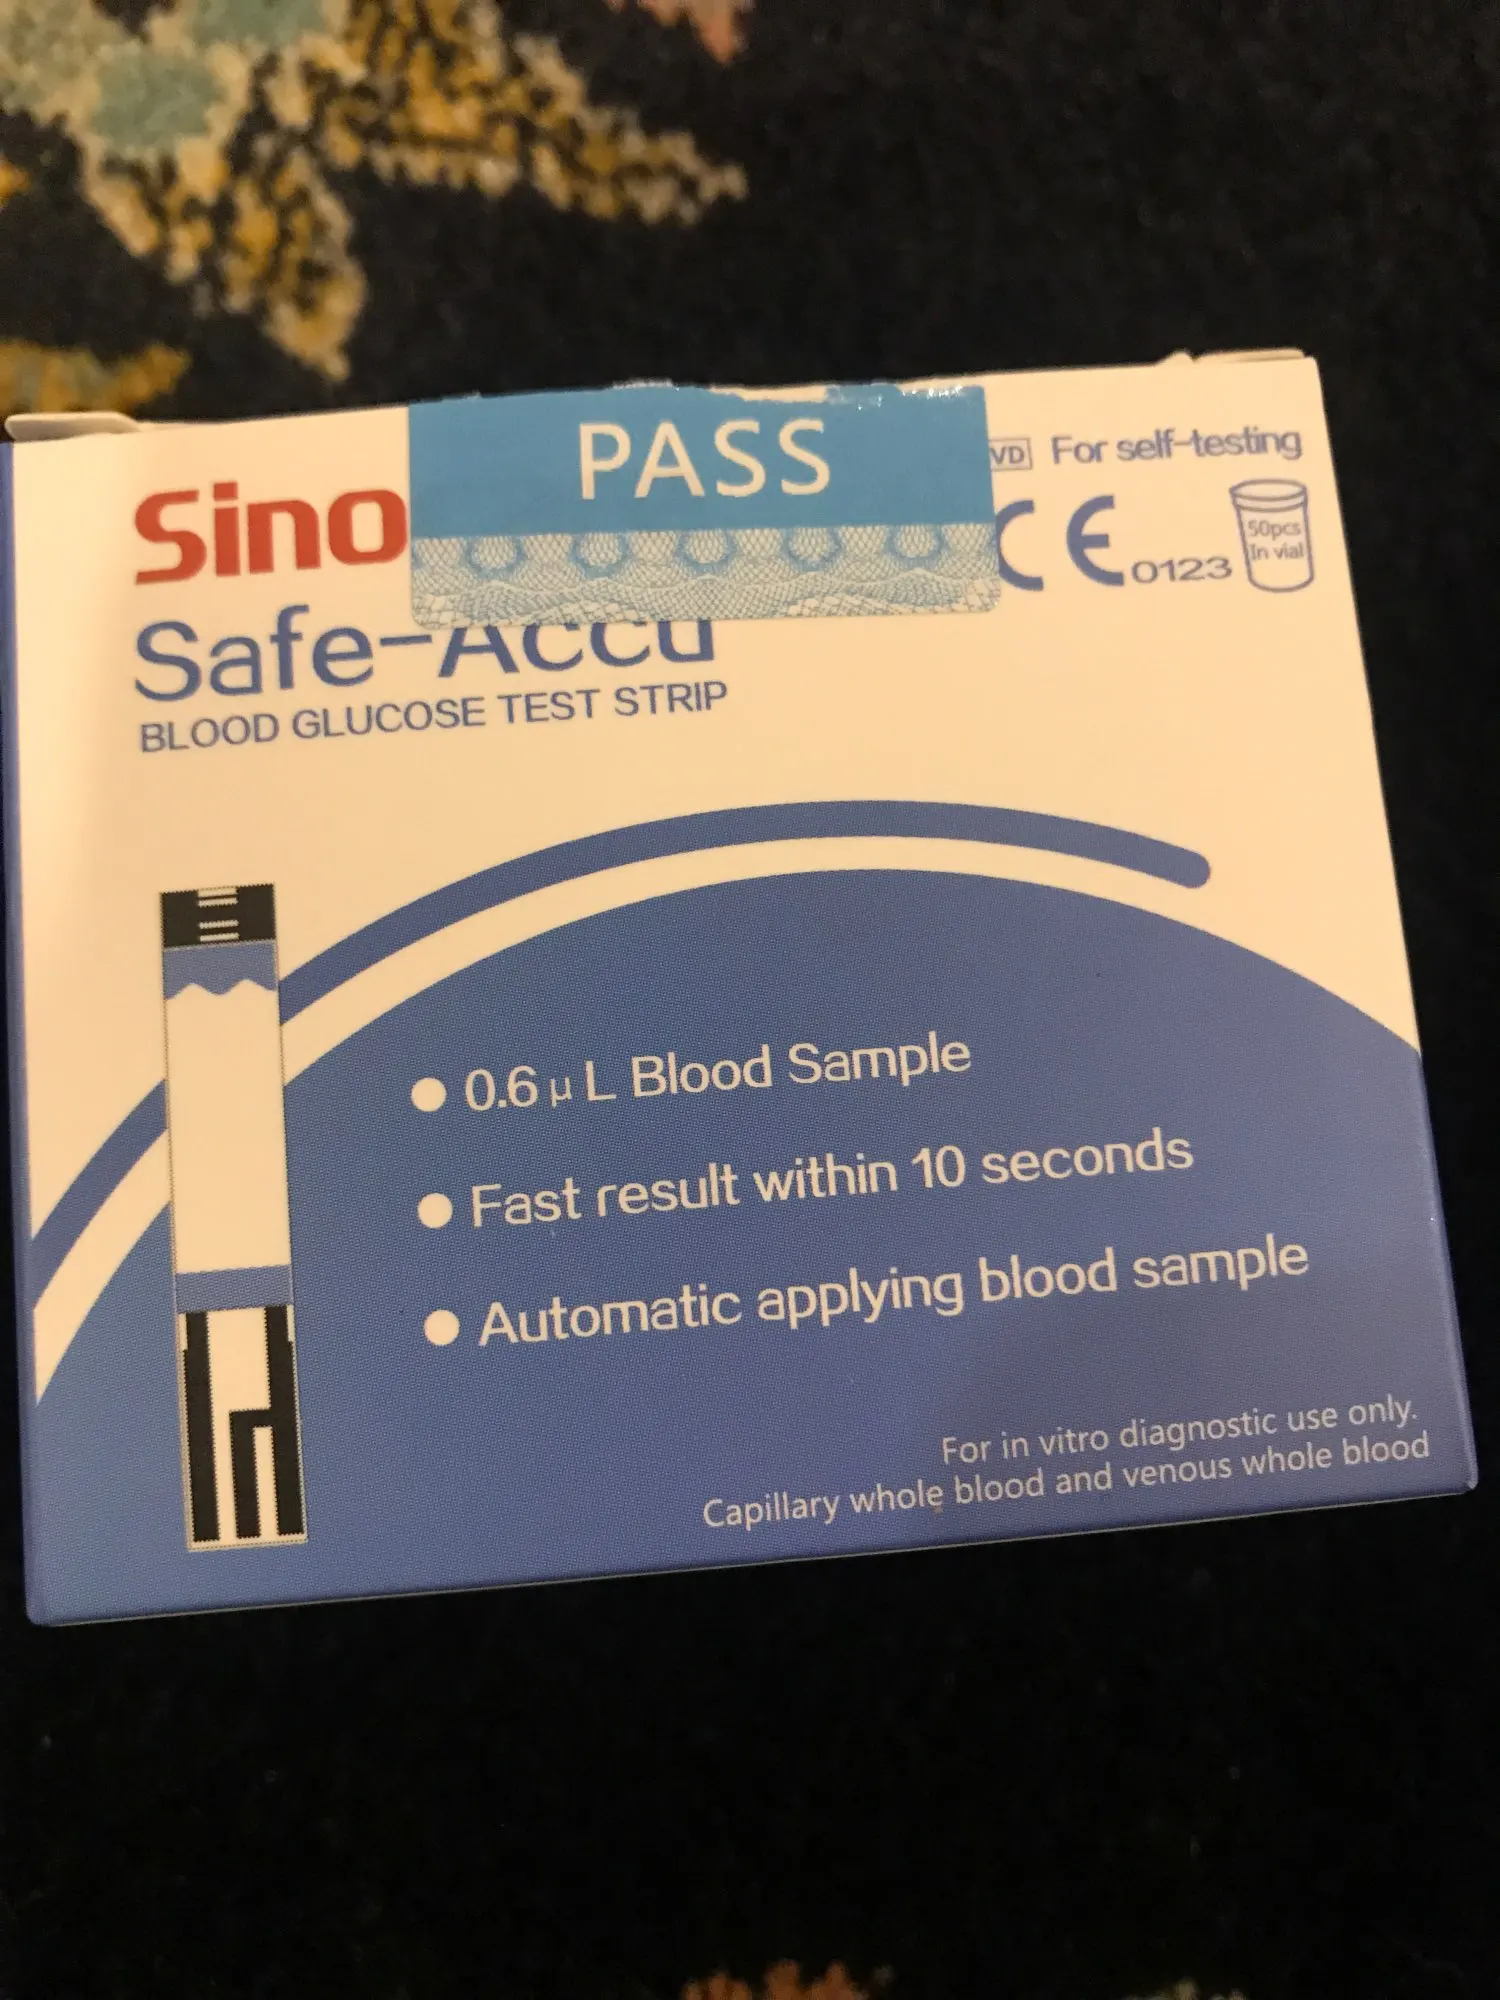 PASS
VD For self-testing
Sino
CE 0123
50pcs
In vial
Safe-Accu
BLOOD GLUCOSE TEST STRIP
0.6 μL Blood Sample
Fast result within 10 seconds
Automatic applying blood sample
For in vitro diagnostic use only.
Capillary whole blood and venous whole blood